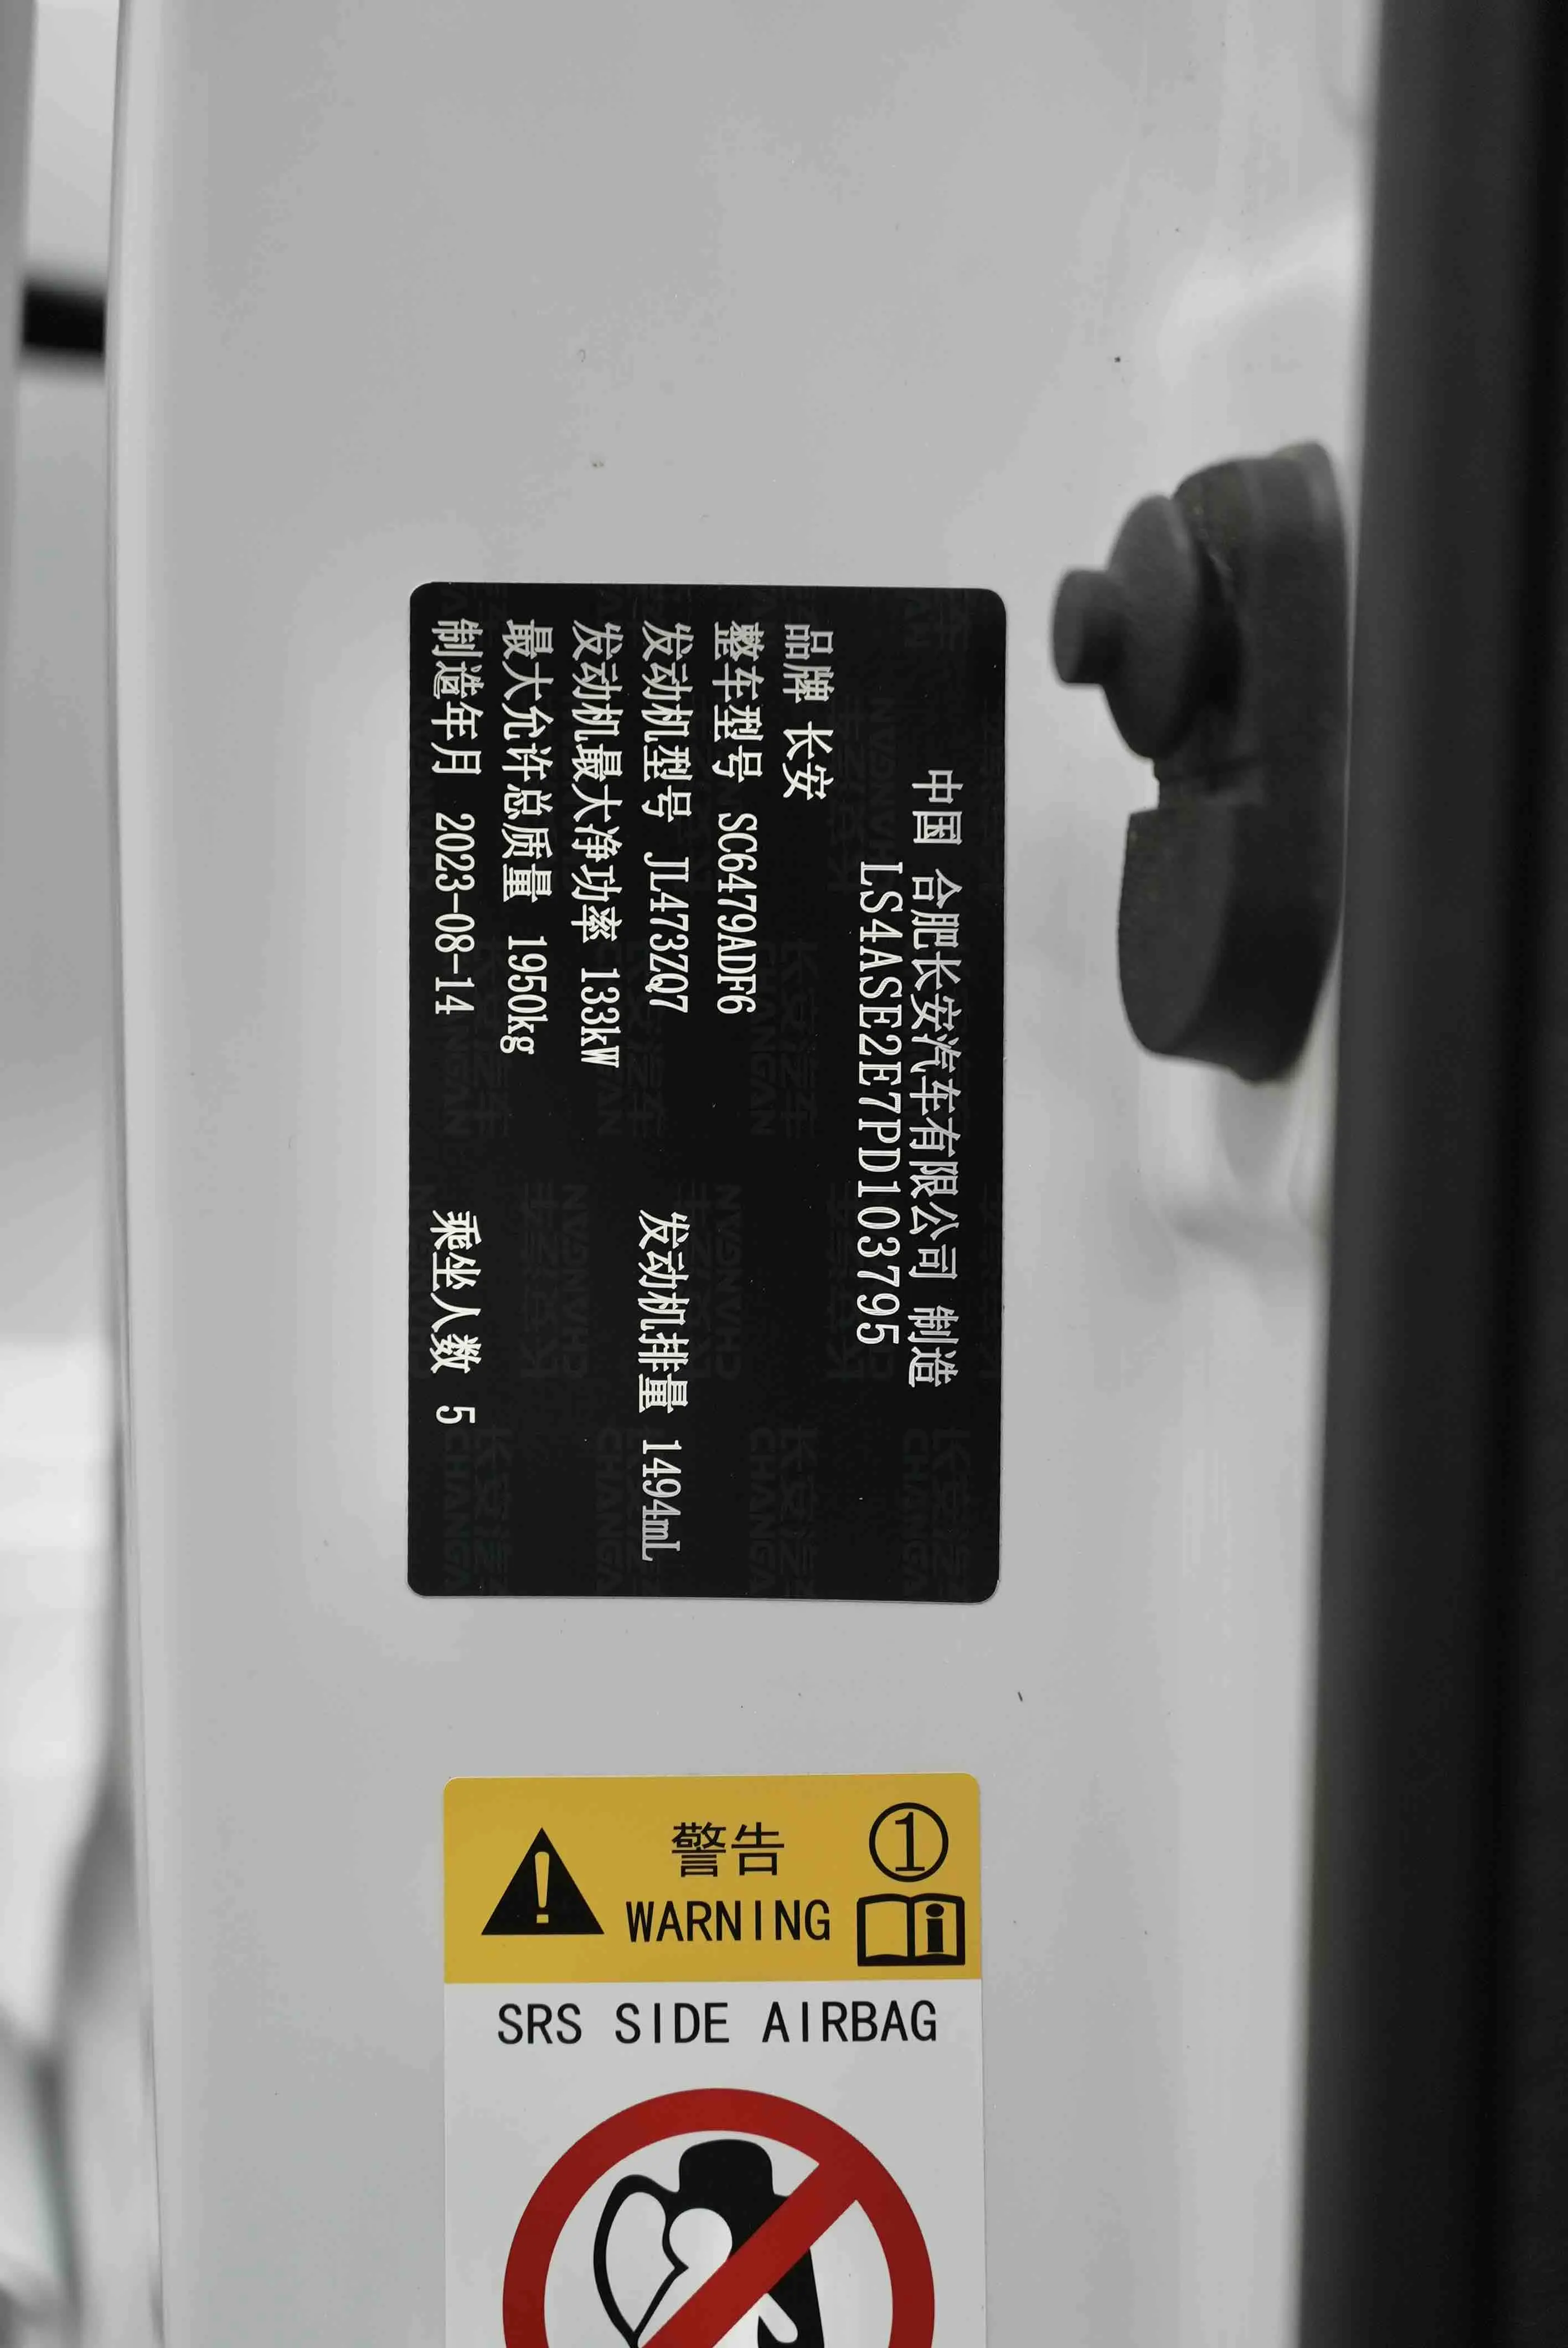 中国 合肥长安汽车有限公司 制造
LS4ASE2E7PD103795
品牌 长安
整车型号 SC6479ADF6
发动机型号 JL473ZQ7 发动机排量 1494mL
发动机最大净功率 133kW
最大允许总质量 1950kg
制造年月 2023-08-14 乘坐人数 5
警告 ①
WARNING
SRS SIDE AIRBAG